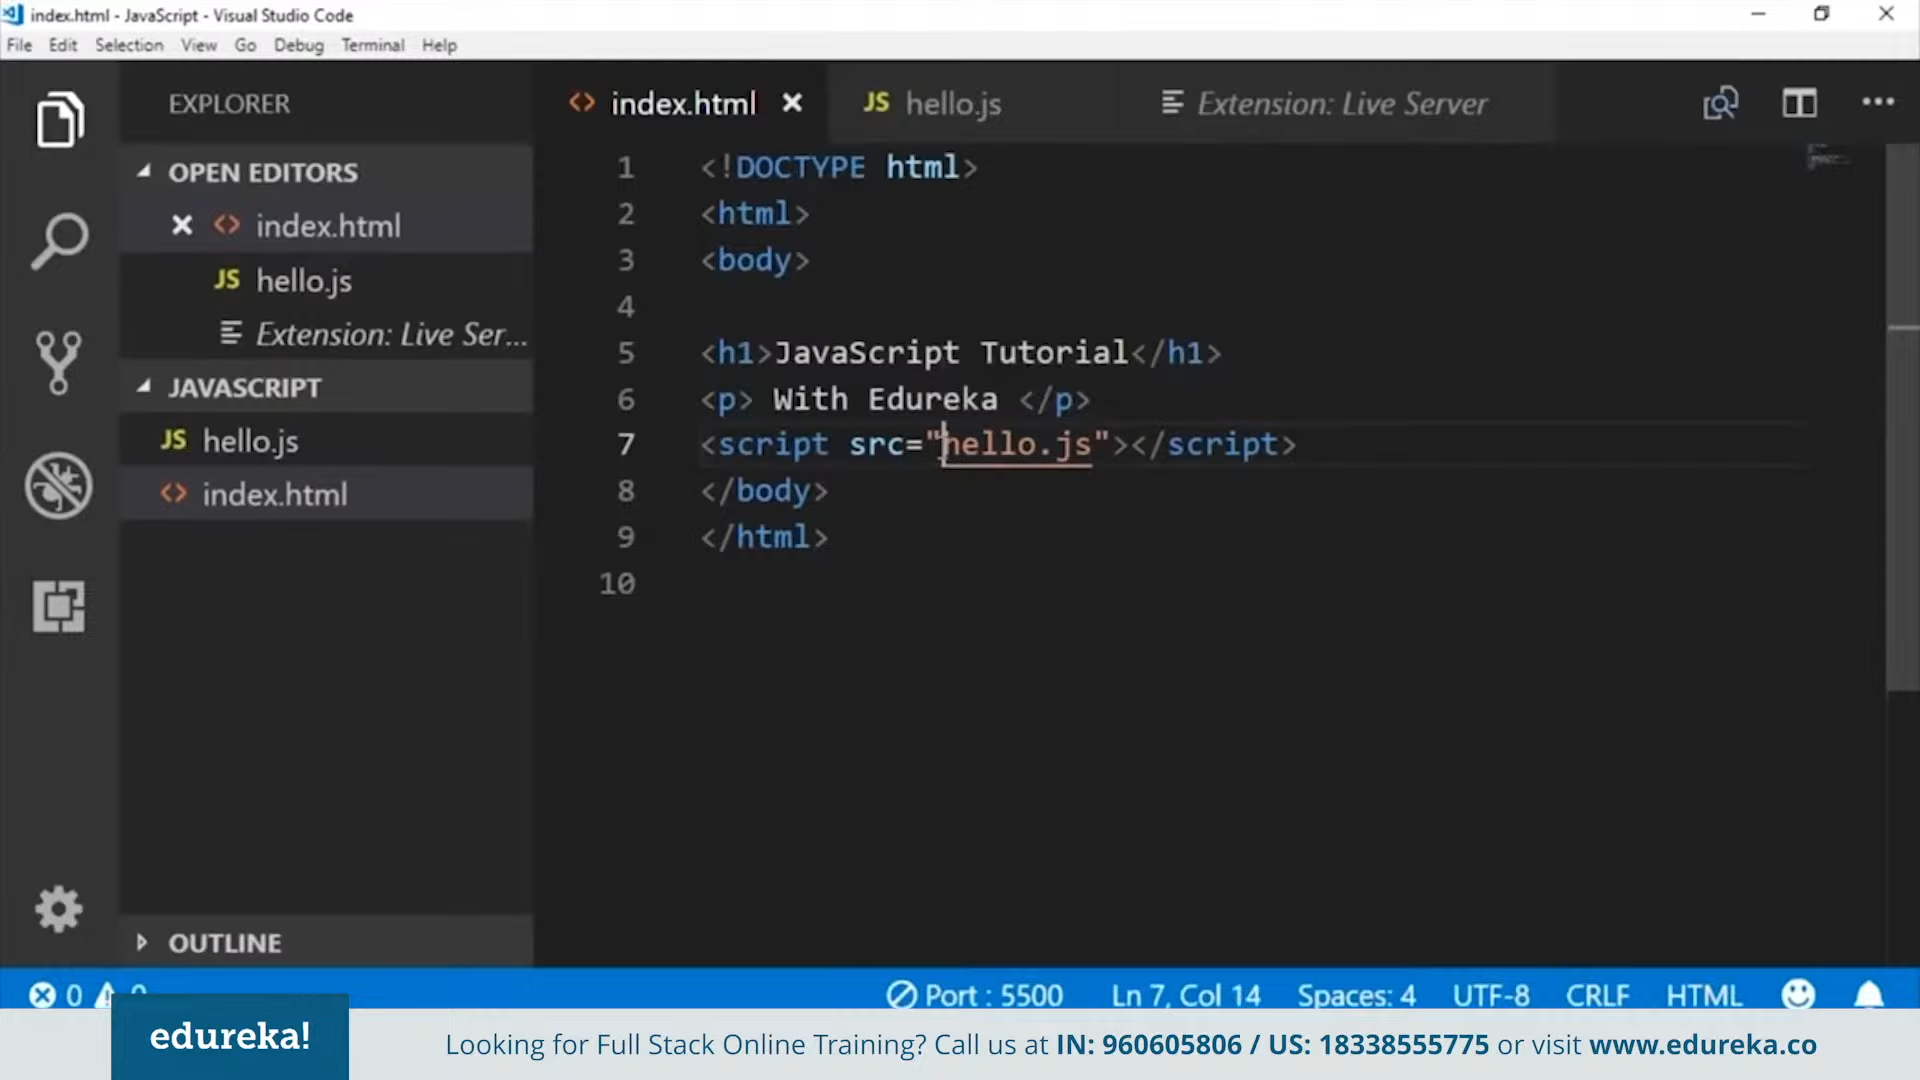 index.html - JavaScript - Visual Studio Code
File Edit Selection View Go Debug Terminal Help
EXPLORER
OPEN EDITORS
index.html
JS hello.js
Extension: Live Ser...
JAVASCRIPT
JS hello.js
index.html
OUTLINE
index.html
JS hello.js
Extension: Live Server
1 <!DOCTYPE html>
2 <html>
3 <body>
4
5 <h1>JavaScript Tutorial</h1>
6 <p> With Edureka </p>
7 <script src="hello.js"></script>
8 </body>
9 </html>
10
0 0 Port : 5500 Ln 7, Col 14 Spaces: 4 UTF-8 CRLF HTML
edureka!
Looking for Full Stack Online Training? Call us at IN: 960605806 / US: 18338555775 or visit www.edureka.co